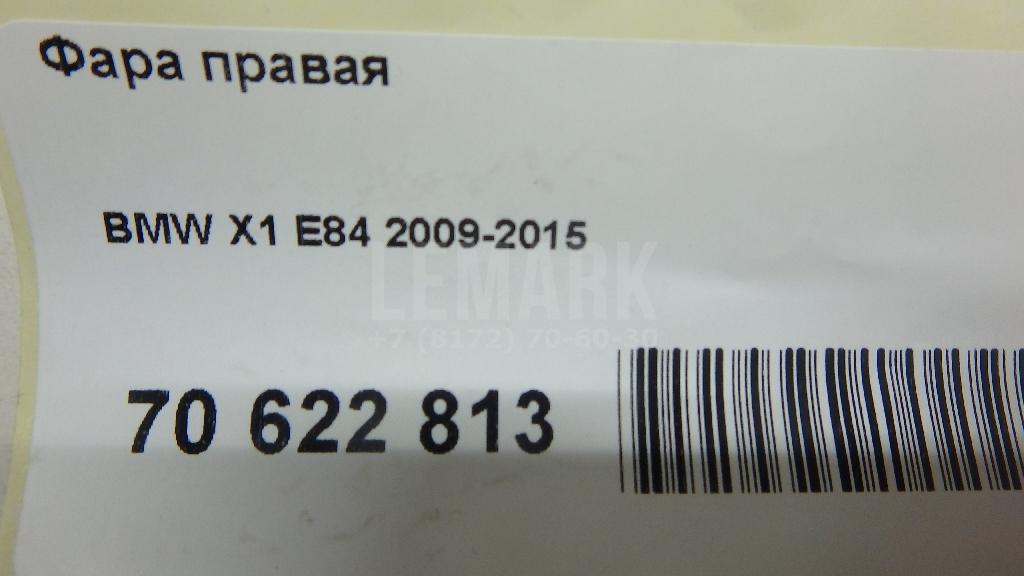 Фара правая
BMW X1 E84 2009-2015
LEMARK
+7 (8172) 70-60-30
70 622 813